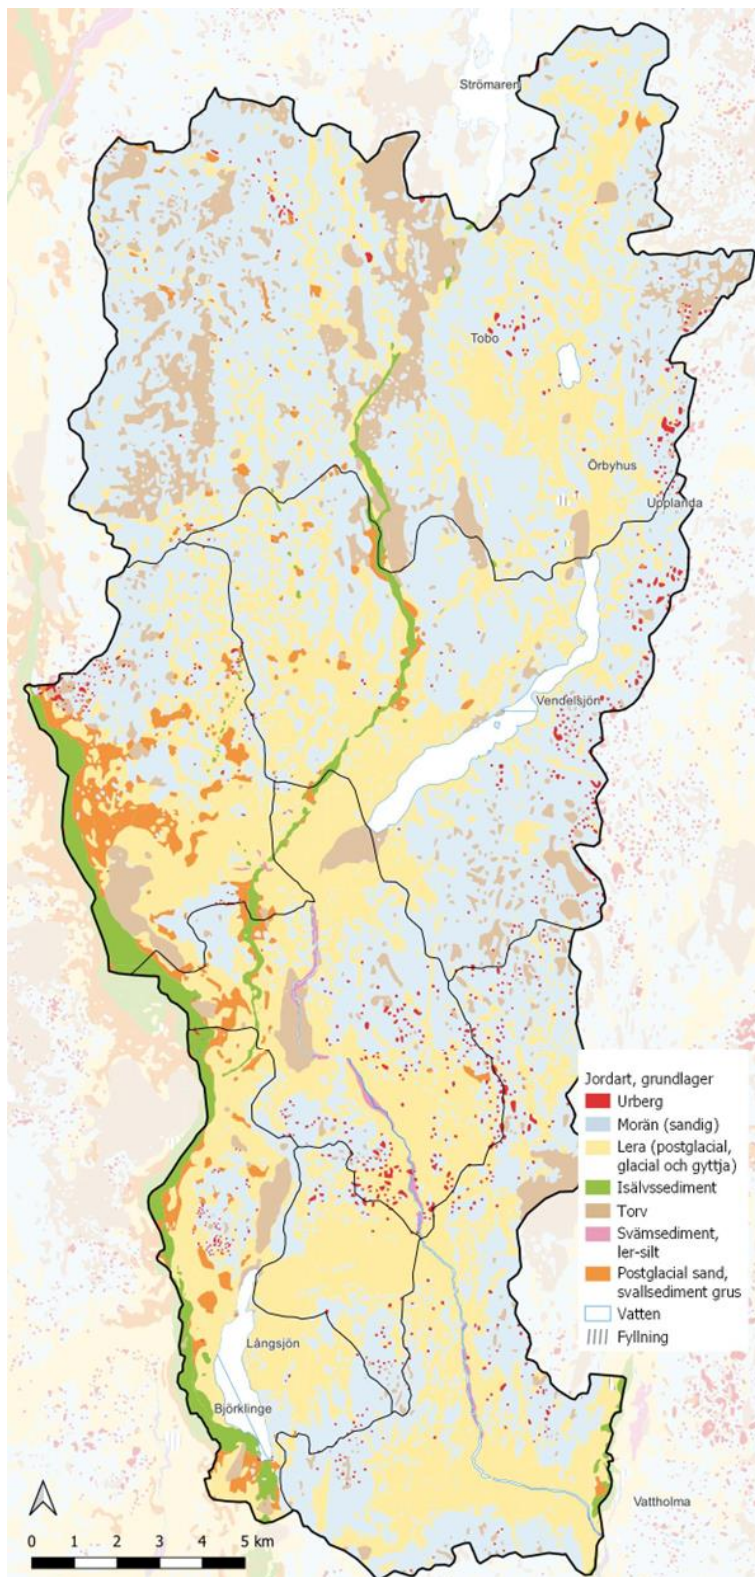 Strömaren
Tobo
Örbyhus
Upplanda
Vendelsjön
Jordart, grundlager
Urberg
Morän (sandig)
Lera (postglacial,
glacial och gyttja)
Isälvssediment
Torv
Svämsediment,
ler-silt
Postglacial sand,
svallsediment grus
Vatten
Fyllning
Långsjön
Björklinge
Vattholma
0 1 2 3 4 5 km